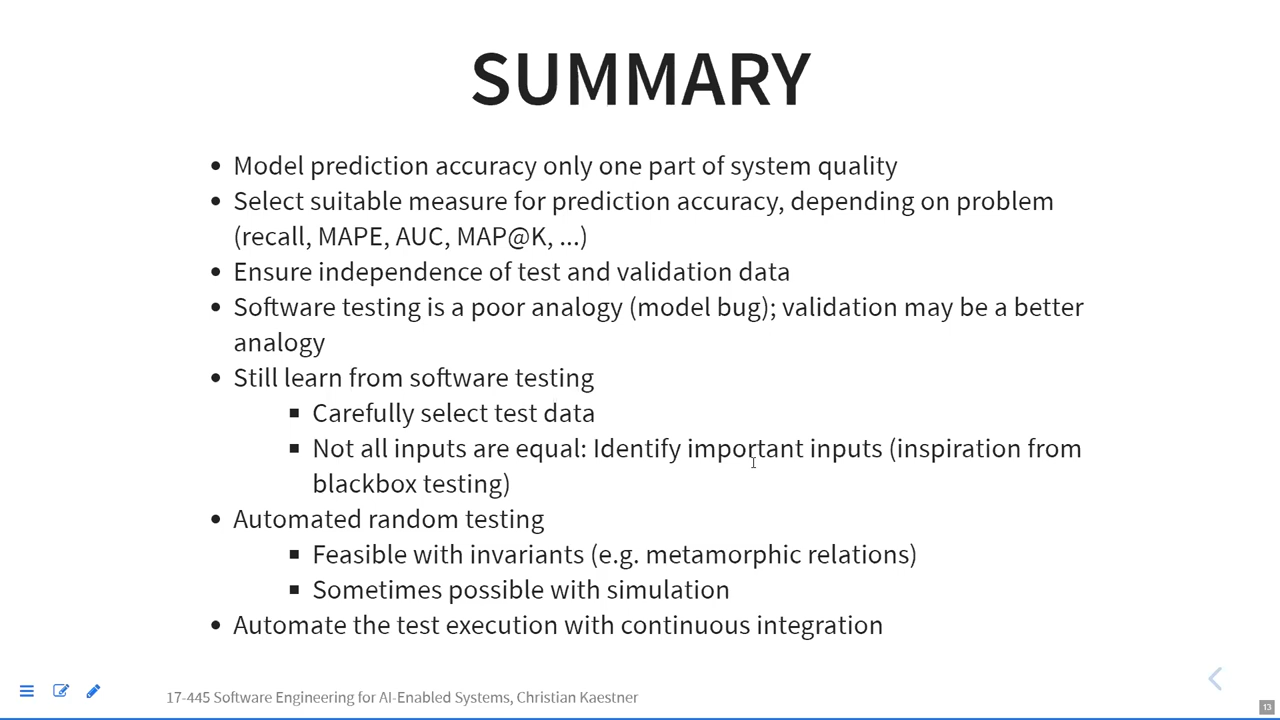 SUMMARY
Model prediction accuracy only one part of system quality
Select suitable measure for prediction accuracy, depending on problem
(recall, MAPE, AUC, MAP@K, ...)
Ensure independence of test and validation data
Software testing is a poor analogy (model bug); validation may be a better
analogy
Still learn from software testing
Carefully select test data
Not all inputs are equal: Identify important inputs (inspiration from
blackbox testing)
Automated random testing
Feasible with invariants (e.g. metamorphic relations)
Sometimes possible with simulation
Automate the test execution with continuous integration
17-445 Software Engineering for AI-Enabled Systems, Christian Kaestner
13